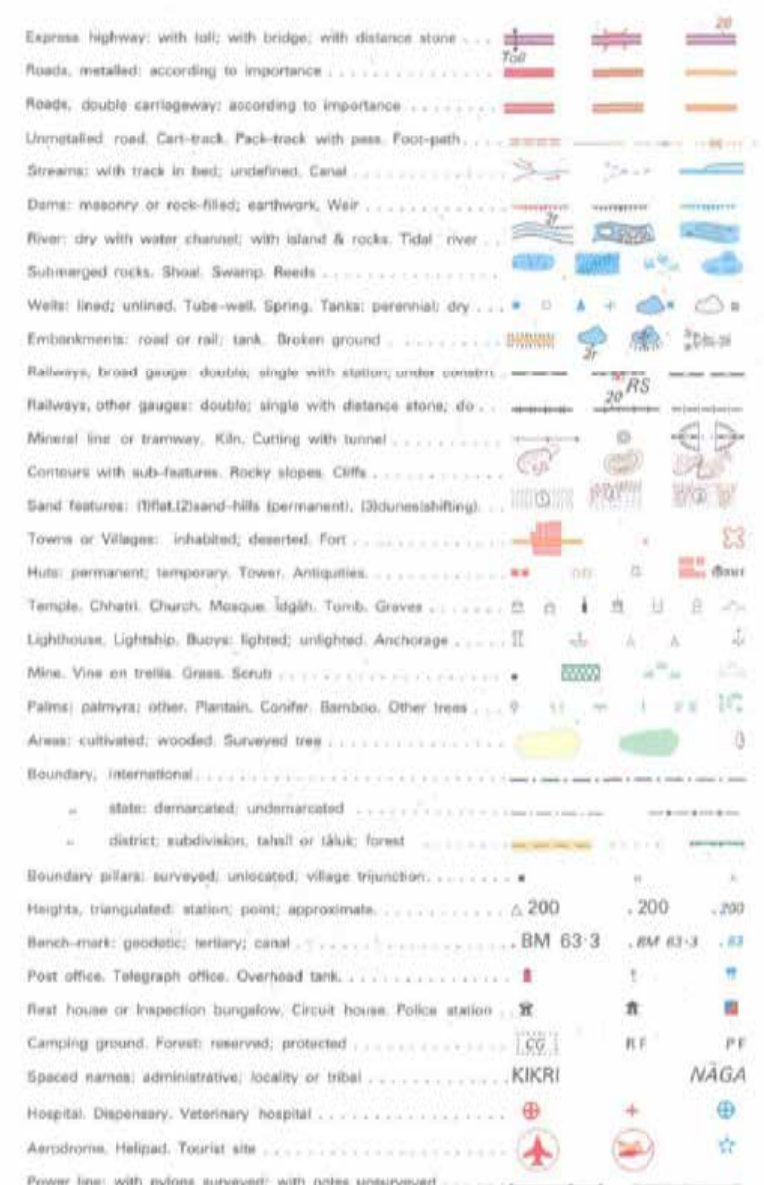 20
Express highway: with toll; with bridge; with distance stone
Toll
Roads, metalled: according to importance
Roads, double carriageway: according to importance
Unmetalled road. Cart-track. Pack-track with pass. Foot-path
Streams: with track in bed; undefined. Canal
Dams: masonry or rock-filled; earthwork. Weir
2r
River: dry with water channel; with island & rocks. Tidal river
Submerged rocks. Shoal. Swamp. Reeds
Wells: lined; unlined. Tube-well. Spring. Tanks: perennial; dry
Embankments: road or rail; tank. Broken ground
2r
Railways, broad gauge: double; single with station; under constrn.
RS
Railways, other gauges: double; single with distance stone; do
20
Mineral line or tramway. Kiln. Cutting with tunnel
Contours with sub-features. Rocky slopes. Cliffs
Sand features: (1)flat,(2)sand-hills (permanent), (3)dunes(shifting)
Towns or Villages: inhabited; deserted. Fort
Huts: permanent; temporary. Tower. Antiquities
Temple. Chhatri. Church. Mosque. Īdgāh. Tomb. Graves
Lighthouse. Lightship. Buoys: lighted; unlighted. Anchorage
Mine. Vine on trellis. Grass. Scrub
Palms: palmyra; other. Plantain. Conifer. Bamboo. Other trees
Areas: cultivated; wooded. Surveyed tree
Boundary, international
„ state: demarcated; undemarcated
„ district; subdivision, tahsīl or tāluk; forest
Boundary pillars: surveyed; unlocated; village trijunction
Heights, triangulated: station; point; approximate △ 200 . 200 . 200
Bench-mark: geodetic; tertiary; canal . BM 63·3 . BM 63·3 . 63
Post office. Telegraph office. Overhead tank
Rest house or Inspection bungalow. Circuit house. Police station
Camping ground. Forest: reserved; protected CG RF PF
Spaced names: administrative; locality or tribal KIKRI NĀGA
Hospital. Dispensary. Veterinary hospital
Aerodrome. Helipad. Tourist site
Power line: with pylons surveyed; with poles unsurveyed